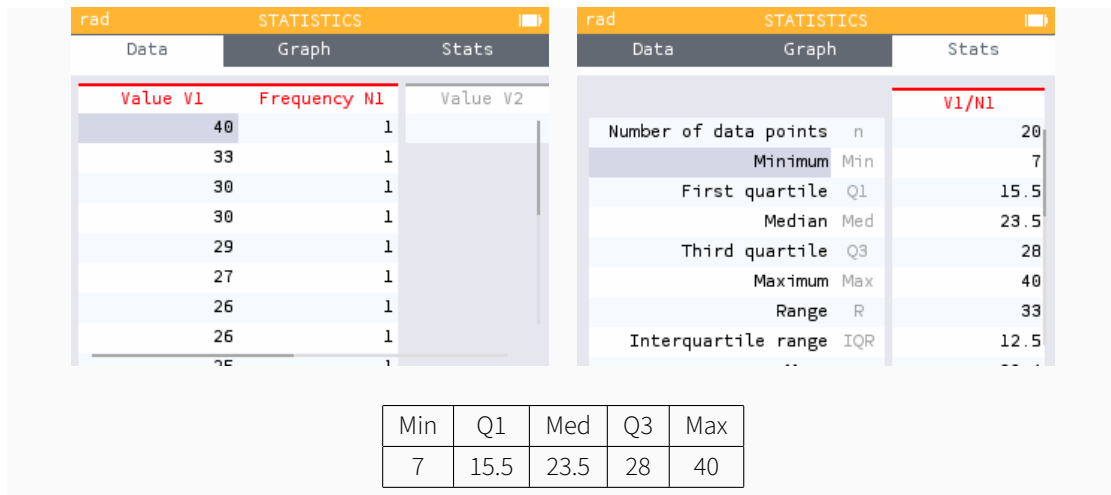 rad STATISTICS
Data Graph Stats
Value V1 Frequency N1 Value V2
40 1
33 1
30 1
30 1
29 1
27 1
26 1
26 1
rad STATISTICS
Data Graph Stats
V1/N1
Number of data points n 20
Minimum Min 7
First quartile Q1 15.5
Median Med 23.5
Third quartile Q3 28
Maximum Max 40
Range R 33
Interquartile range IQR 12.5
Min Q1 Med Q3 Max
7 15.5 23.5 28 40